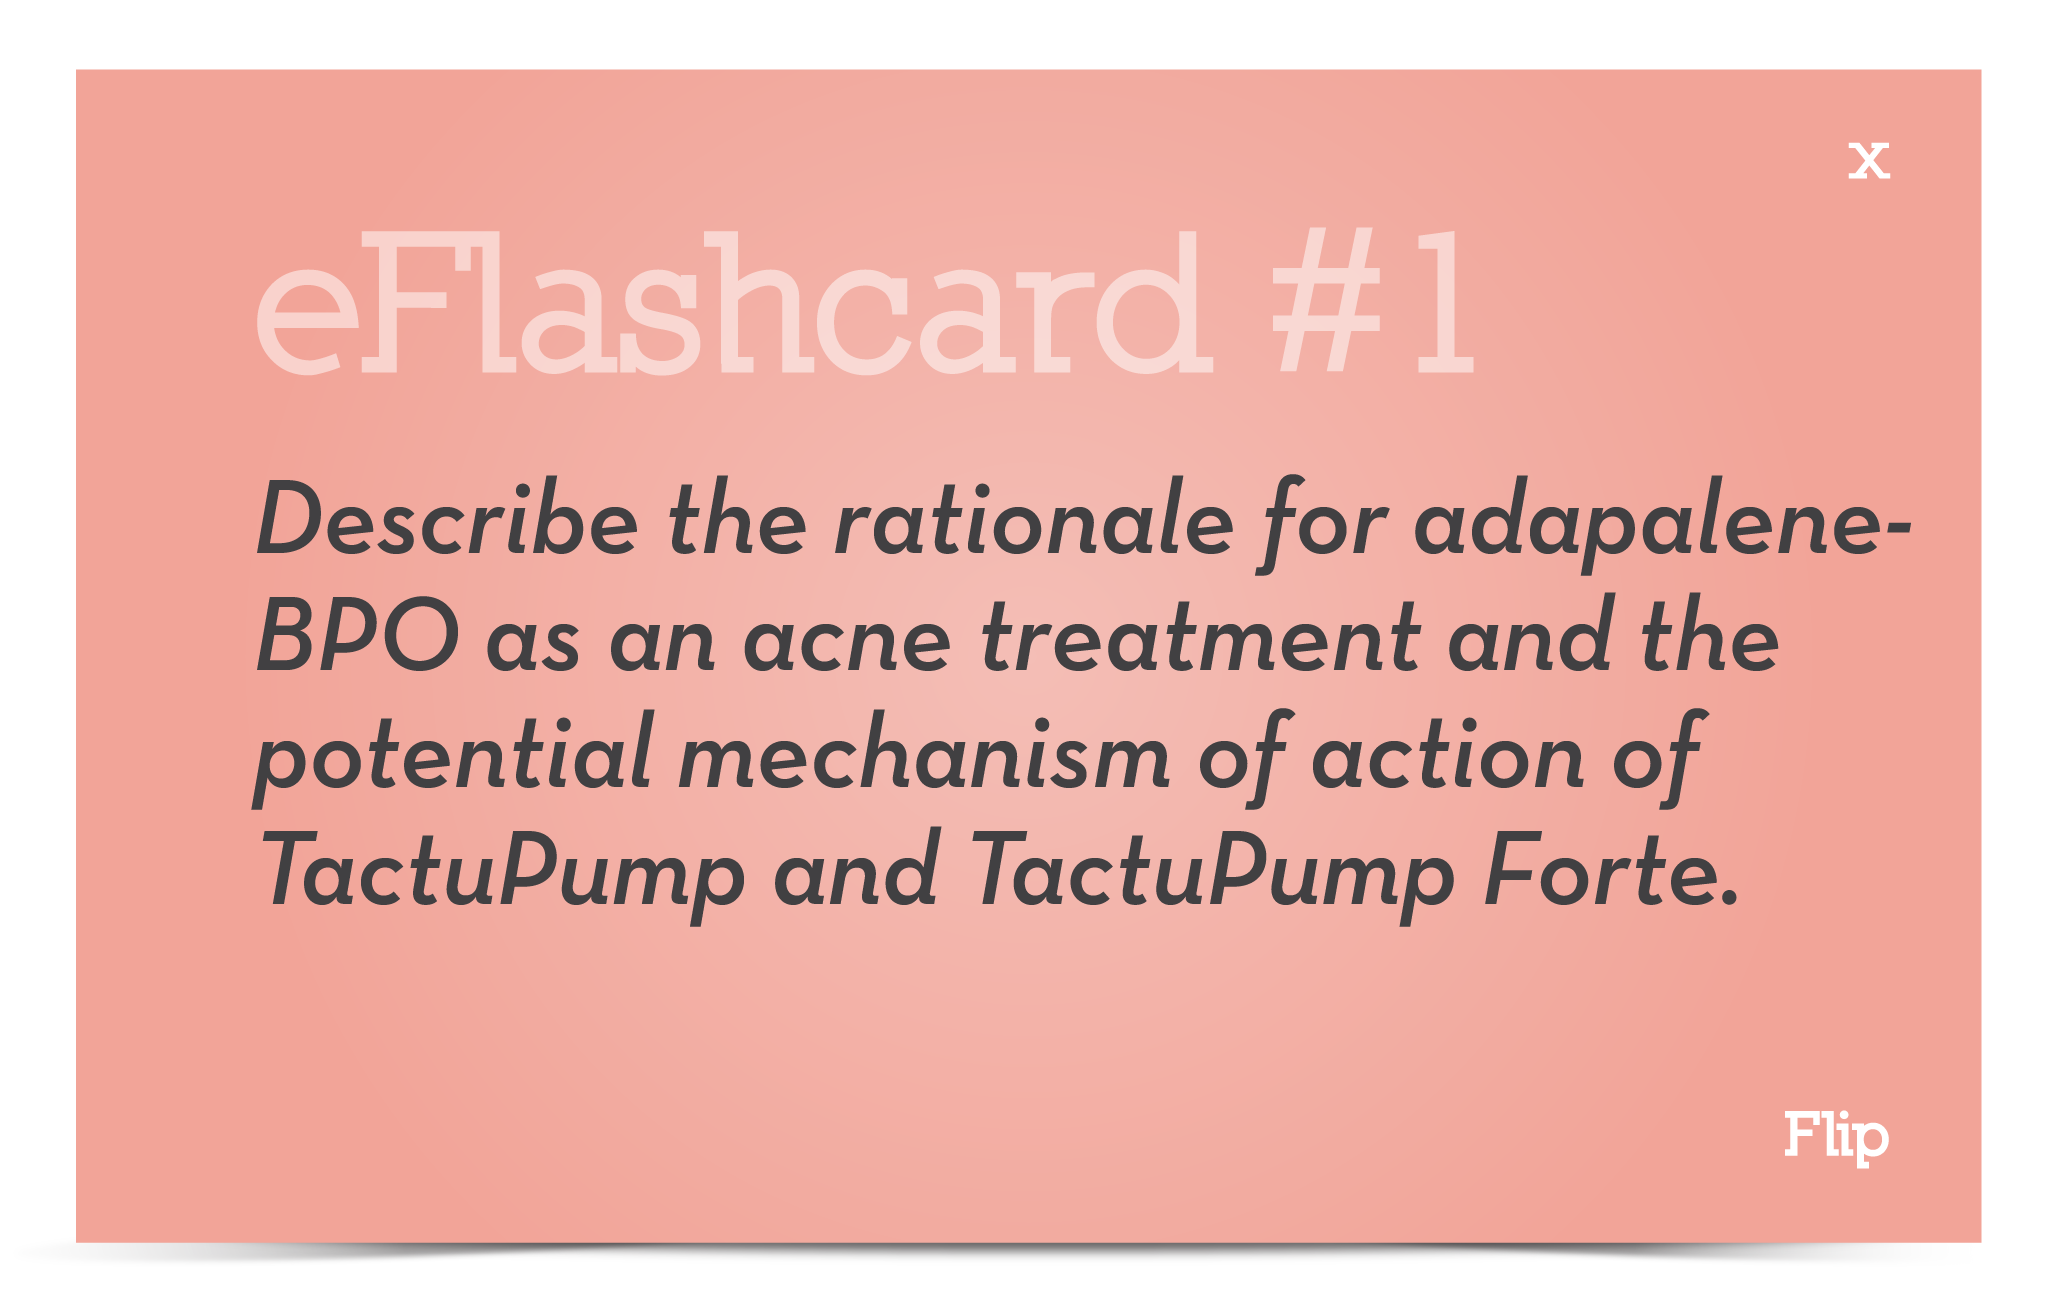 x
eFlashcard #1
Describe the rationale for adapalene-
BPO as an acne treatment and the
potential mechanism of action of
TactuPump and TactuPump Forte.
Flip